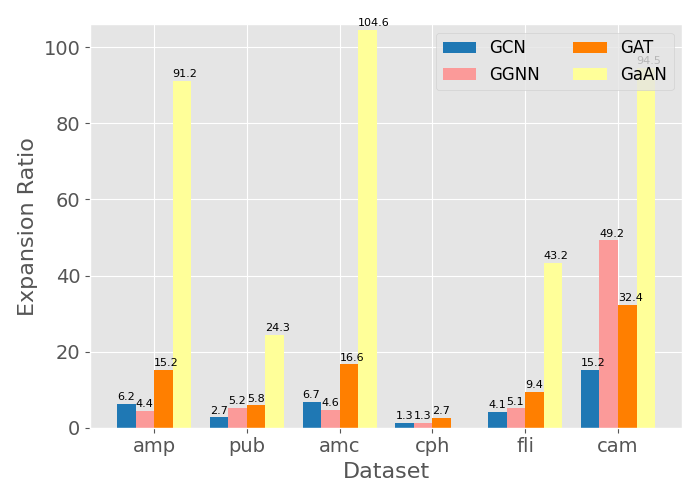 104.6
100
GCN
GAT
GGNN
GaAN
94.5
91.2
80
Expansion Ratio
60
49.2
43.2
40
32.4
24.3
20
15.2
16.6
15.2
9.4
6.2
4.4
2.7
5.2
5.8
6.7
4.6
1.3
1.3
2.7
4.1
5.1
0
amp
pub
amc
cph
fli
cam
Dataset